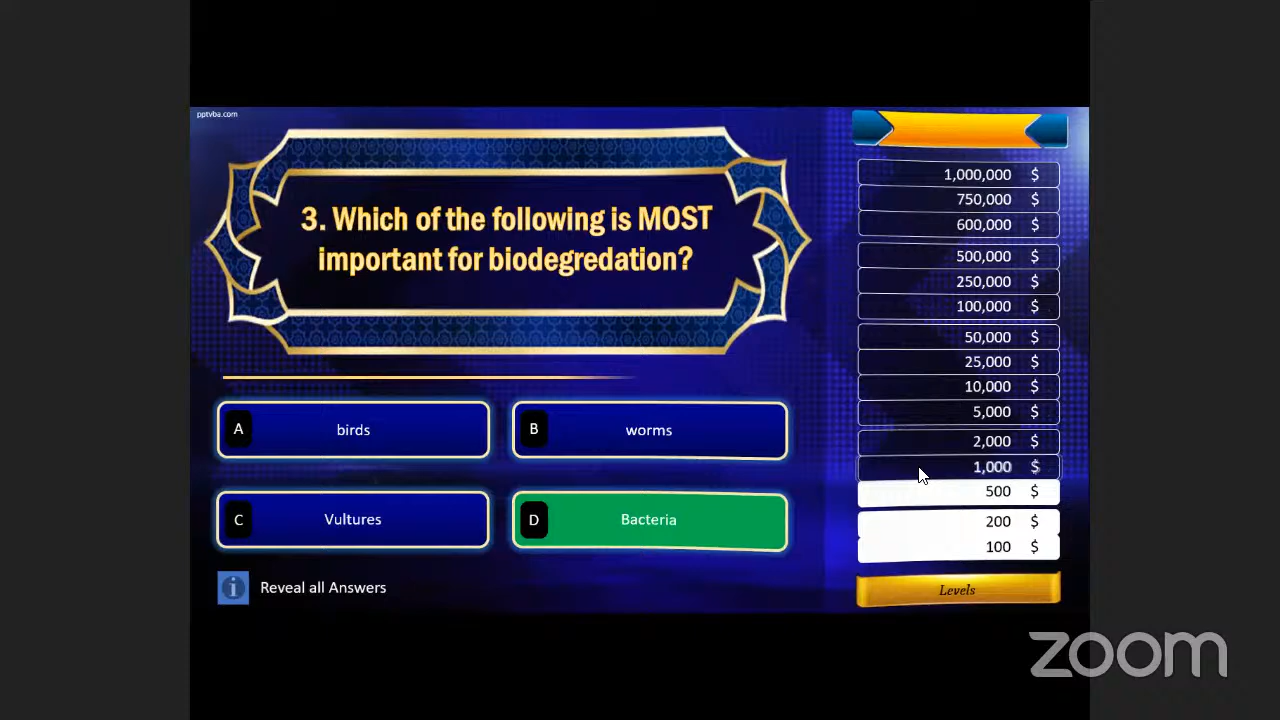 pptvba.com
3. Which of the following is MOST
important for biodegredation?
A birds
B worms
C Vultures
D Bacteria
Reveal all Answers
1,000,000 $
750,000 $
600,000 $
500,000 $
250,000 $
100,000 $
50,000 $
25,000 $
10,000 $
5,000 $
2,000 $
1,000 $
500 $
200 $
100 $
Levels
zoom